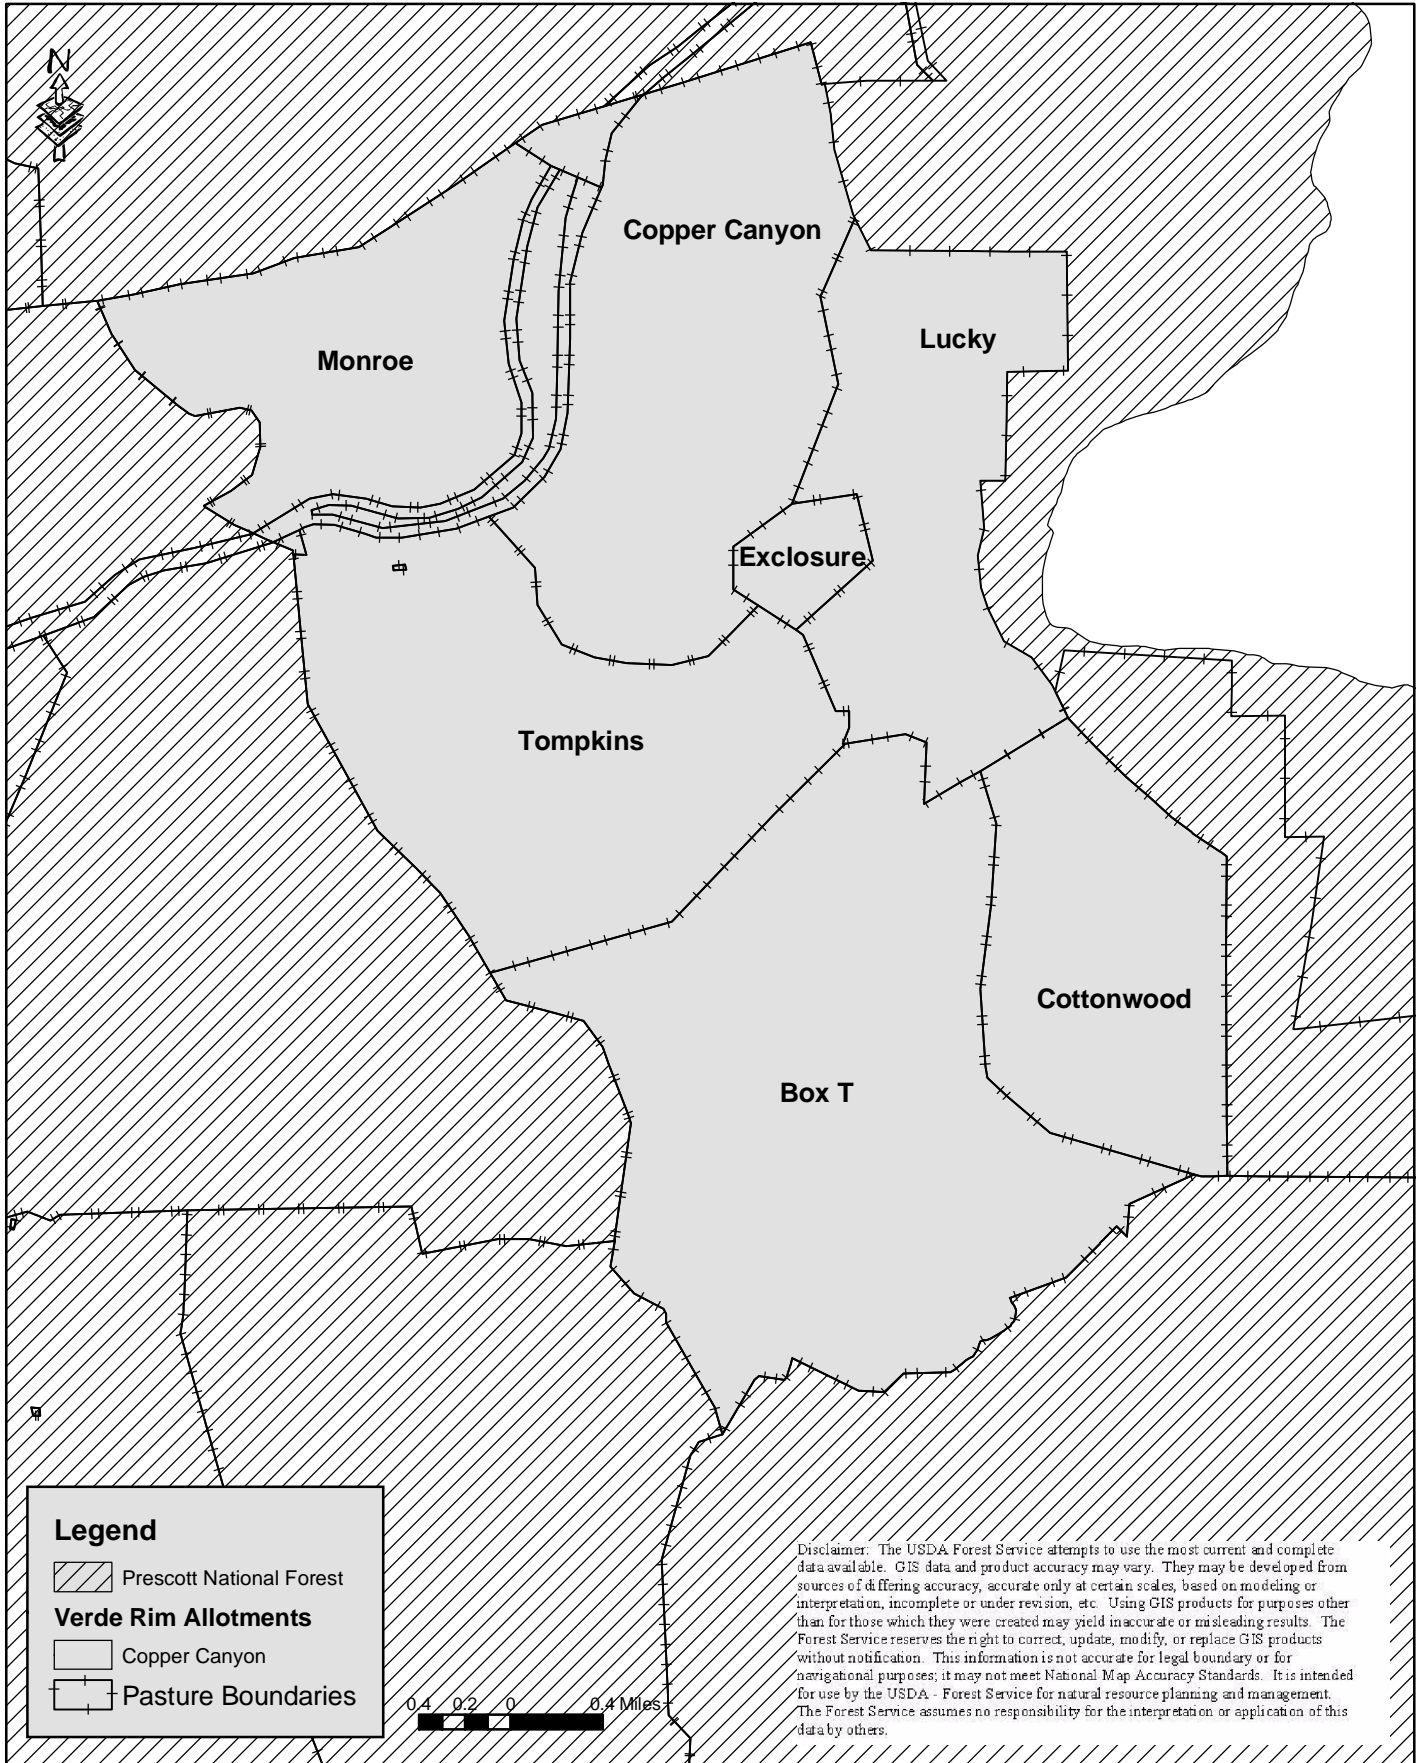 N
Copper Canyon
Lucky
Monroe
Exclosure
Tompkins
Cottonwood
Box T
Legend
Prescott National Forest
Verde Rim Allotments
Copper Canyon
Pasture Boundaries
0.4 0.2 0 0.4 Miles
Disclaimer: The USDA Forest Service attempts to use the most current and complete
data available. GIS data and product accuracy may vary. They may be developed from
sources of differing accuracy, accurate only at certain scales, based on modeling or
interpretation, incomplete or under revision, etc. Using GIS products for purposes other
than for those which they were created may yield inaccurate or misleading results. The
Forest Service reserves the right to correct, update, modify, or replace GIS products
without notification. This information is not accurate for legal boundary or for
navigational purposes; it may not meet National Map Accuracy Standards. It is intended
for use by the USDA - Forest Service for natural resource planning and management.
The Forest Service assumes no responsibility for the interpretation or application of this
data by others.